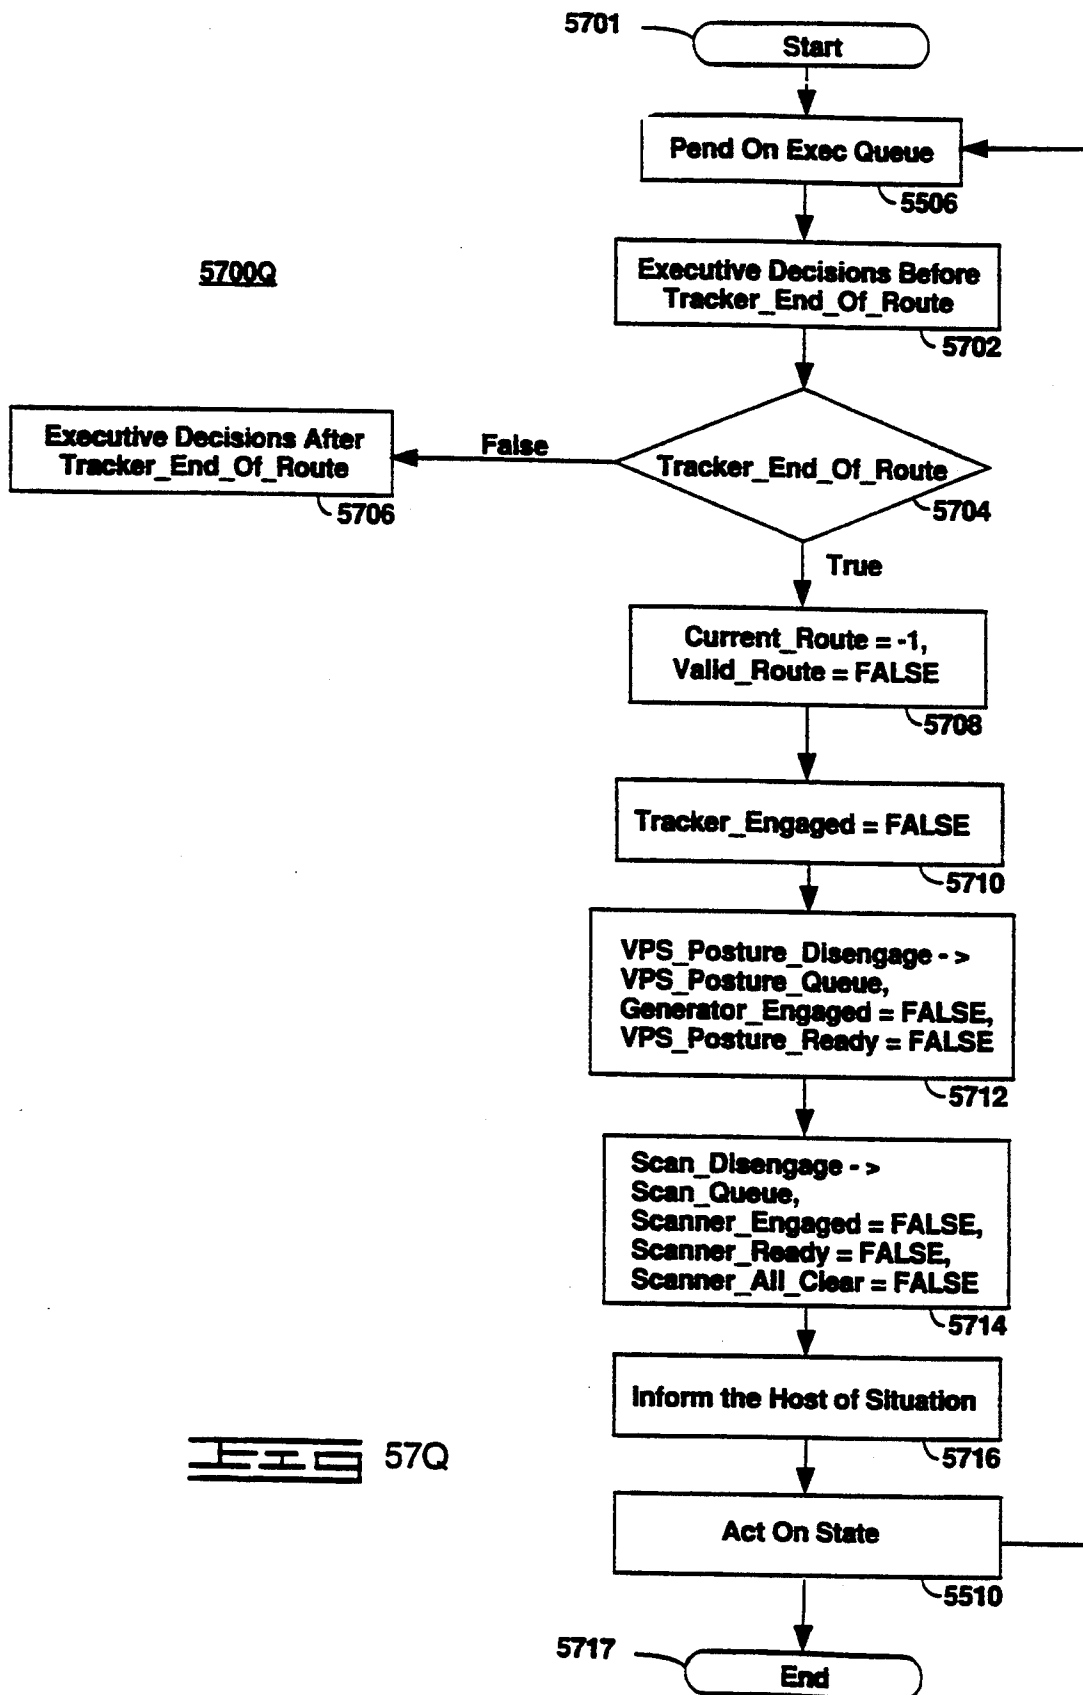 5701
Start
Pend On Exec Queue
5506
5700Q
Executive Decisions Before
Tracker_End_Of_Route
5702
Executive Decisions After
Tracker_End_Of_Route
5706
False
Tracker_End_Of_Route
5704
True
Current_Route = -1,
Valid_Route = FALSE
5708
Tracker_Engaged = FALSE
5710
VPS_Posture_Disengage - >
VPS_Posture_Queue,
Generator_Engaged = FALSE,
VPS_Posture_Ready = FALSE
5712
Scan_Disengage - >
Scan_Queue,
Scanner_Engaged = FALSE,
Scanner_Ready = FALSE,
Scanner_All_Clear = FALSE
5714
Inform the Host of Situation
5716
57Q
Act On State
5510
5717
End